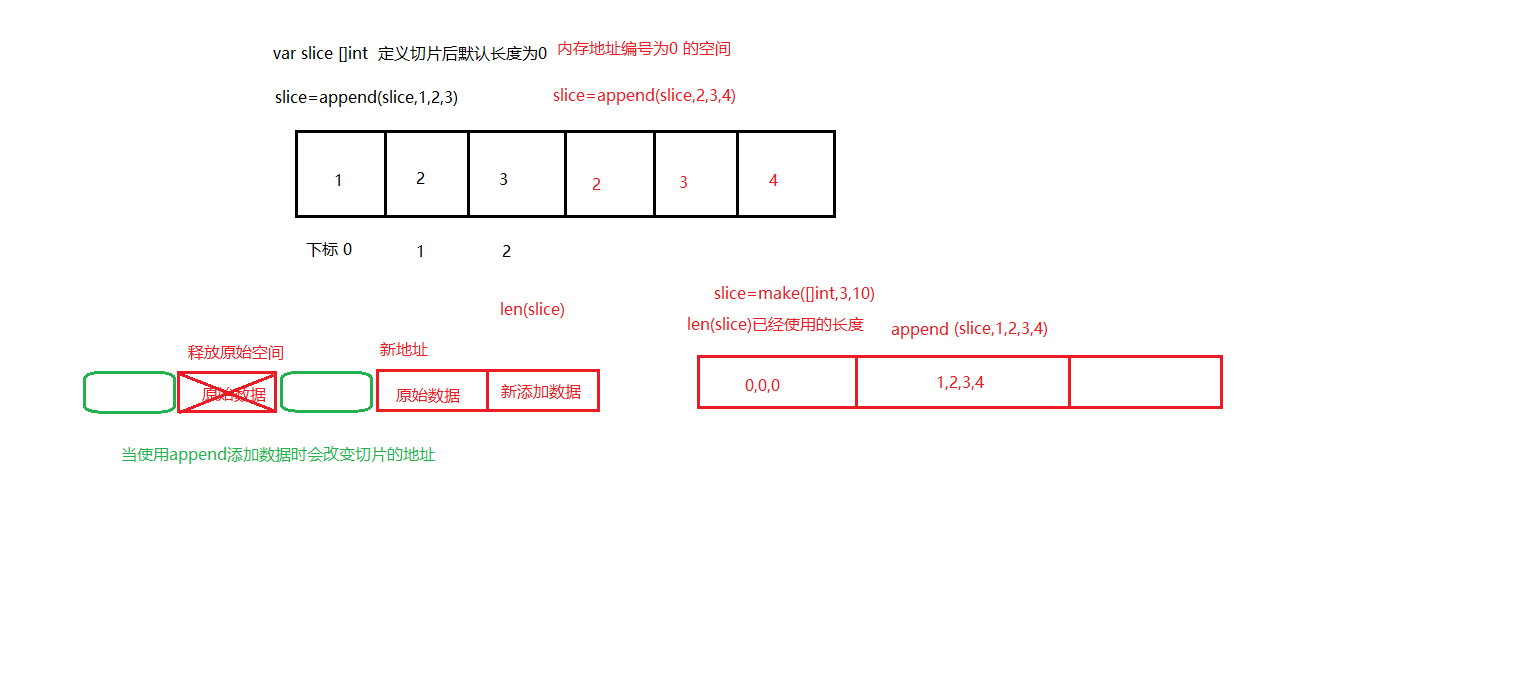 var slice []int 定义切片后默认长度为0 内存地址编号为0 的空间
slice=append(slice,1,2,3) slice=append(slice,2,3,4)
1 2 3 2 3 4
下标 0 1 2
len(slice)
释放原始空间 新地址
原始数据 原始数据 新添加数据
当使用append添加数据时会改变切片的地址
slice=make([]int,3,10)
len(slice)已经使用的长度 append (slice,1,2,3,4)
0,0,0 1,2,3,4